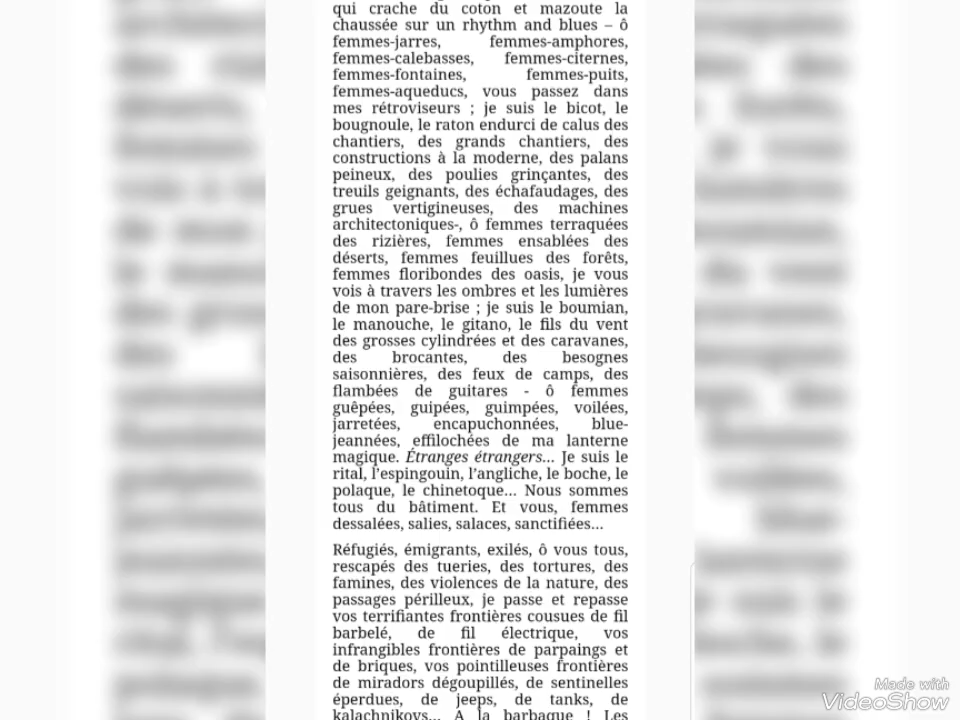 qui crache du coton et mazoute la
chaussée sur un rhythm and blues – ô
femmes-jarres, femmes-amphores,
femmes-calebasses, femmes-citernes,
femmes-fontaines, femmes-puits,
femmes-aqueducs, vous passez dans
mes rétroviseurs ; je suis le bicot, le
bougnoule, le raton endurci de calus des
chantiers, des grands chantiers, des
constructions à la moderne, des palans
peineux, des poulies grinçantes, des
treuils geignants, des échafaudages, des
grues vertigineuses, des machines
architectoniques-, ô femmes terraquées
des rizières, femmes ensablées des
déserts, femmes feuillues des forêts,
femmes floribondes des oasis, je vous
vois à travers les ombres et les lumières
de mon pare-brise ; je suis le boumian,
le manouche, le gitano, le fils du vent
des grosses cylindrées et des caravanes,
des brocantes, des besognes
saisonnières, des feux de camps, des
flambées de guitares - ô femmes
guêpées, guipées, guimpées, voilées,
jarretées, encapuchonnées, blue-
jeannées, effilochées de ma lanterne
magique. Étranges étrangers... Je suis le
rital, l’espingouin, l’angliche, le boche, le
polaque, le chinetoque... Nous sommes
tous du bâtiment. Et vous, femmes
dessalées, salies, salaces, sanctifiées...
Réfugiés, émigrants, exilés, ô vous tous,
rescapés des tueries, des tortures, des
famines, des violences de la nature, des
passages périlleux, je passe et repasse
vos terrifiantes frontières cousues de fil
barbelé, de fil électrique, vos
infrangibles frontières de parpaings et
de briques, vos pointilleuses frontières
de miradors dégoupillés, de sentinelles
éperdues, de jeeps, de tanks, de
kalachnikovs... A la barbaque ! Les
Made with
VideoShow